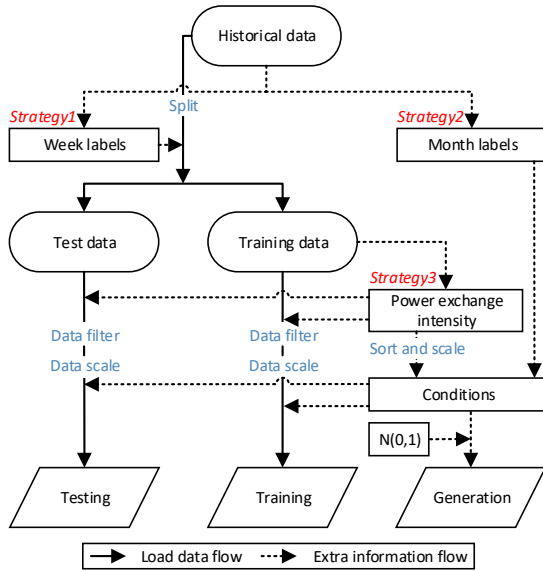 Historical data
Split
Strategy1
Strategy2
Week labels
Month labels
Test data
Training data
Strategy3
Power exchange
intensity
Data filter
Data filter
Sort and scale
Data scale
Data scale
Conditions
N(0,1)
Testing
Training
Generation
Load data flow
Extra information flow